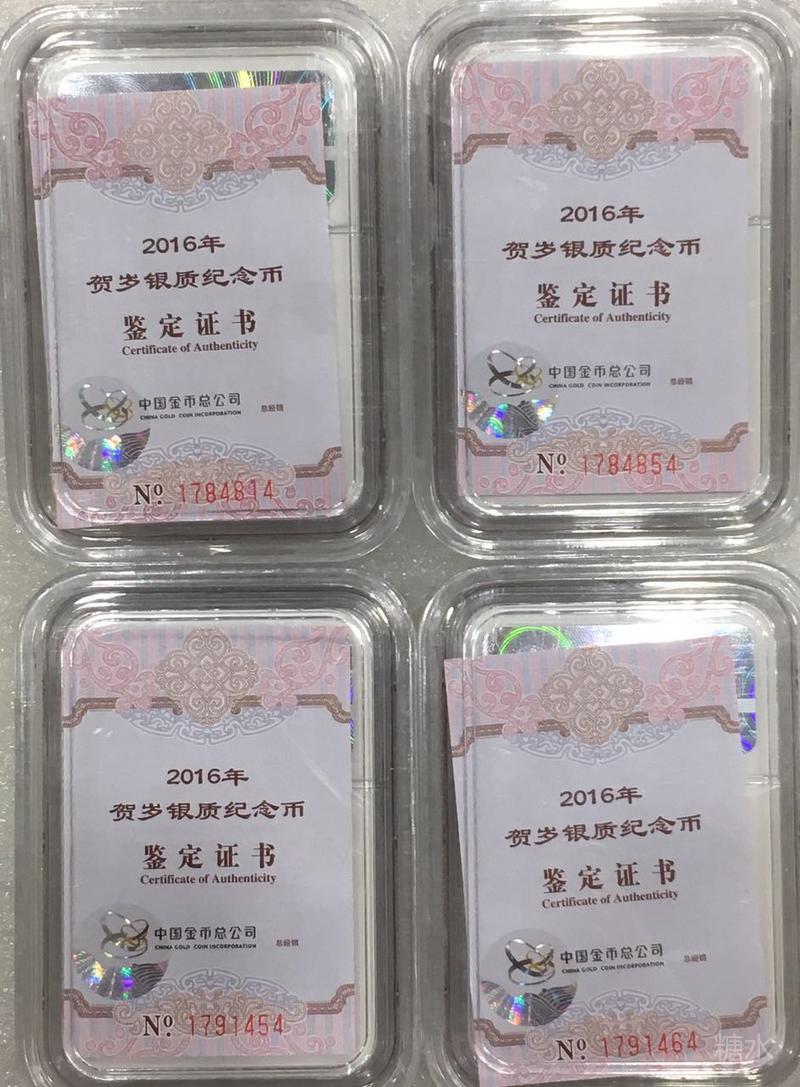 2016年
贺岁银质纪念币
鉴定证书
Certificate of Authenticity
中国金币总公司
CHINA GOLD COIN INCORPORATION
总经销
Nº 1784814
2016年
贺岁银质纪念币
鉴定证书
Certificate of Authenticity
中国金币总公司
CHINA GOLD COIN INCORPORATION
总经销
Nº 1784854
2016年
贺岁银质纪念币
鉴定证书
Certificate of Authenticity
中国金币总公司
CHINA GOLD COIN INCORPORATION
总经销
Nº 1791454
2016年
贺岁银质纪念币
鉴定证书
Certificate of Authenticity
中国金币总公司
CHINA GOLD COIN INCORPORATION
总经销
Nº 1791464
糖水